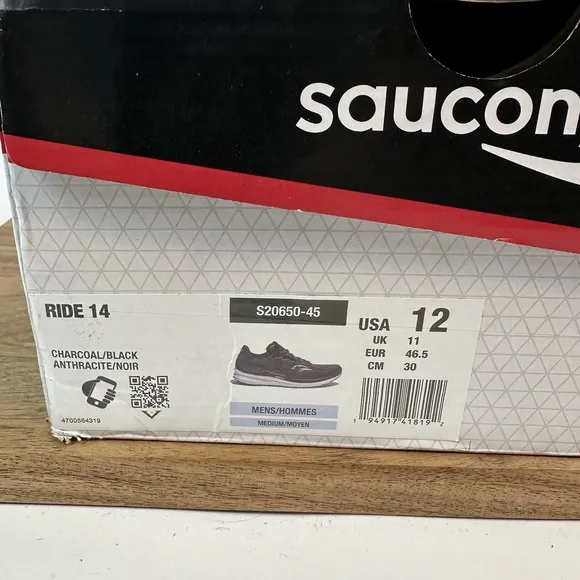 saucony
RIDE 14
S20650-45
USA 12
UK 11
EUR 46.5
CM 30
CHARCOAL/BLACK
ANTHRACITE/NOIR
4700564319
MENS/HOMMES
MEDIUM/MOYEN
1 94917 41819 2